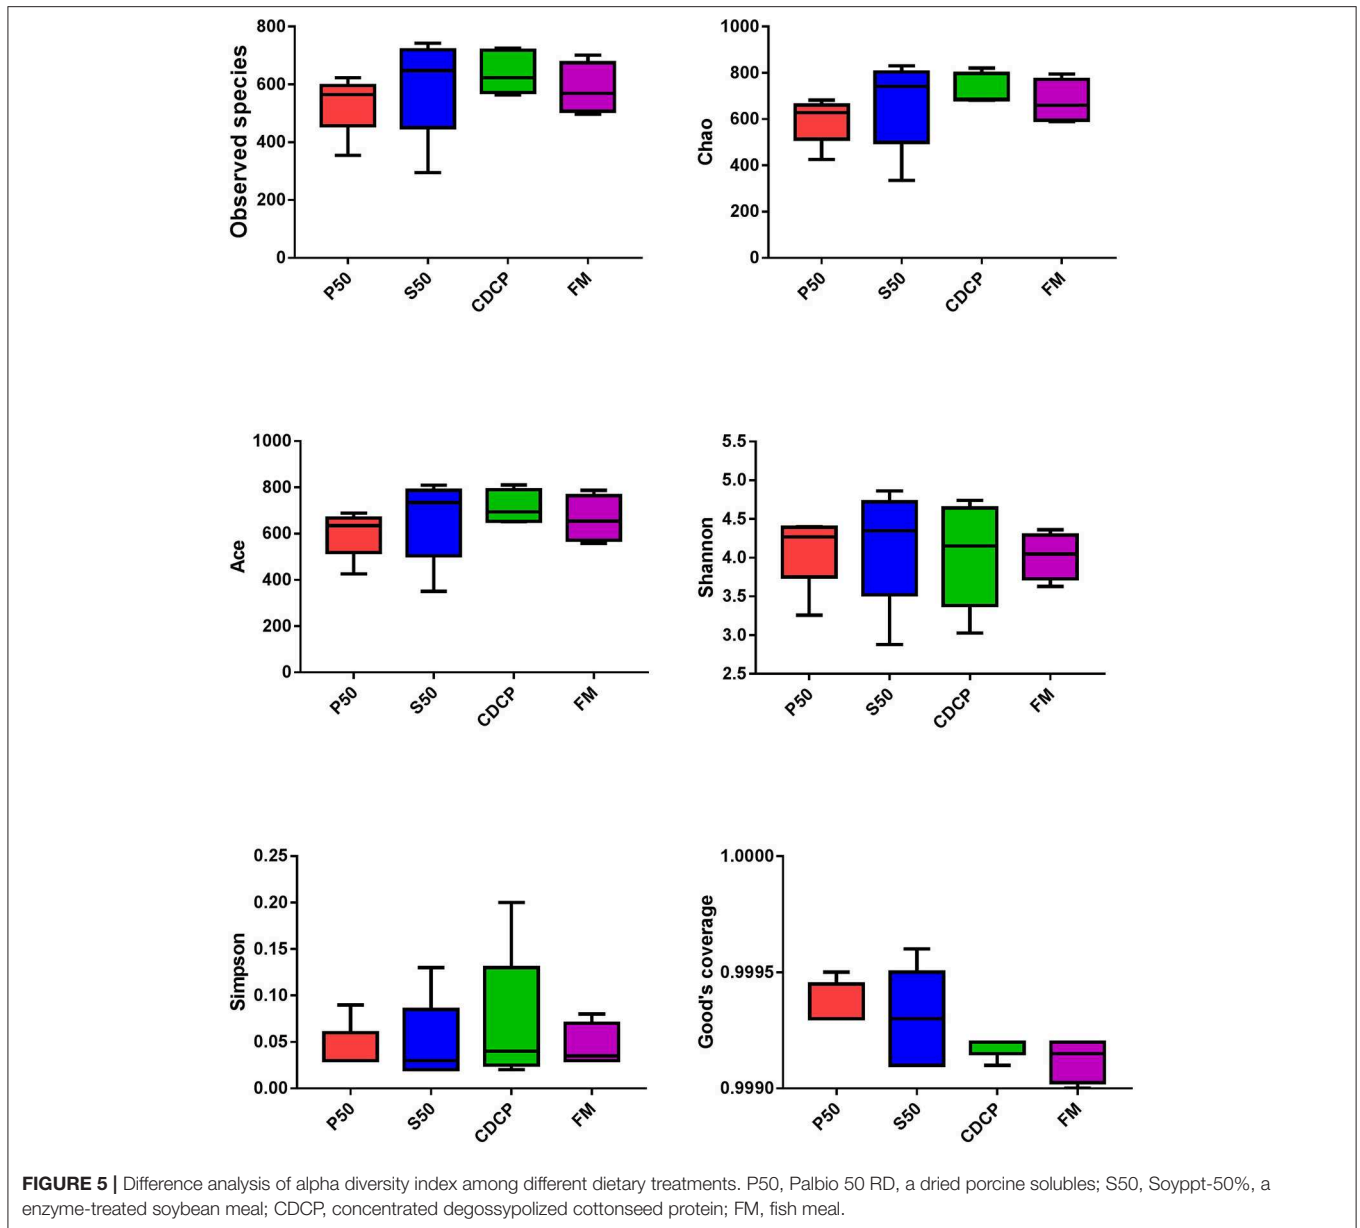 Observed species
800
600
400
200
0
P50
S50
CDCP
FM
Chao
1000
800
600
400
200
0
P50
S50
CDCP
FM
Ace
1000
800
600
400
200
0
P50
S50
CDCP
FM
Shannon
5.5
5.0
4.5
4.0
3.5
3.0
2.5
P50
S50
CDCP
FM
Simpson
0.25
0.20
0.15
0.10
0.05
0.00
P50
S50
CDCP
FM
Good's coverage
1.0000
0.9995
0.9990
P50
S50
CDCP
FM
FIGURE 5 | Difference analysis of alpha diversity index among different dietary treatments. P50, Palbio 50 RD, a dried porcine solubles; S50, Soyppt-50%, a
enzyme-treated soybean meal; CDCP, concentrated degossypolized cottonseed protein; FM, fish meal.